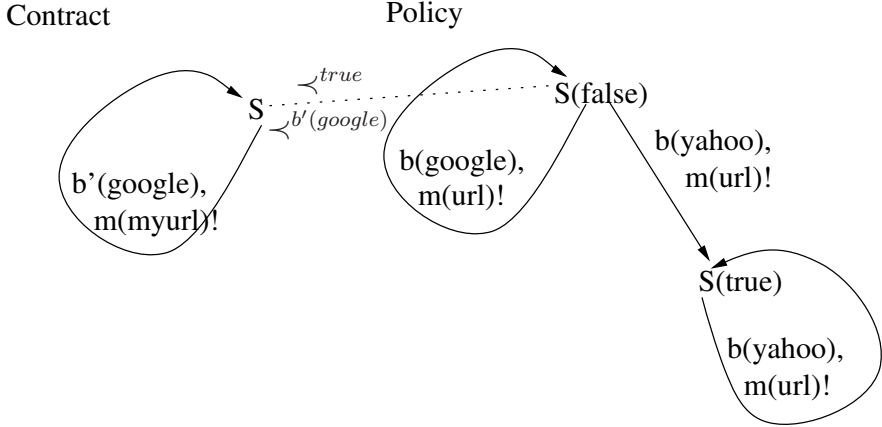 Contract
Policy
≺true
S
S(false)
≺b′(google)
b'(google),
m(myurl)!
b(google),
m(url)!
b(yahoo),
m(url)!
S(true)
b(yahoo),
m(url)!